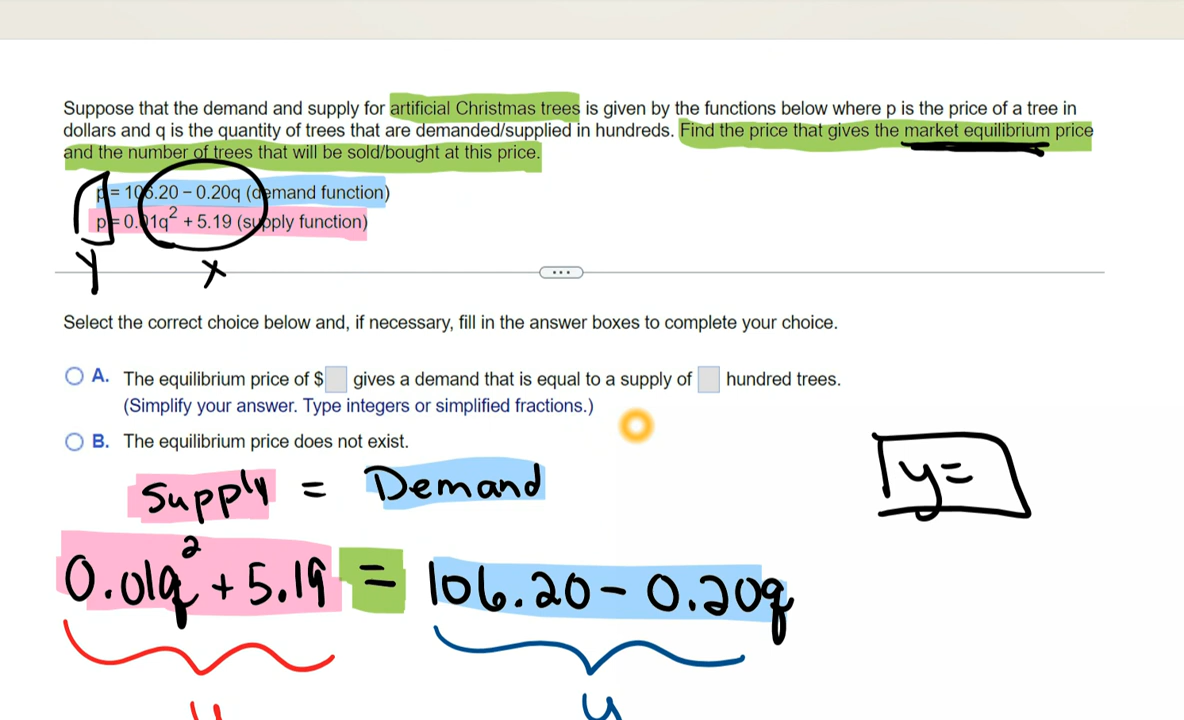 Suppose that the demand and supply for artificial Christmas trees is given by the functions below where p is the price of a tree in
dollars and q is the quantity of trees that are demanded/supplied in hundreds. Find the price that gives the market equilibrium price
and the number of trees that will be sold/bought at this price.
p = 106.20 − 0.20q (demand function)
p = 0.01q² + 5.19 (supply function)
y x
Select the correct choice below and, if necessary, fill in the answer boxes to complete your choice.
A. The equilibrium price of $ gives a demand that is equal to a supply of hundred trees.
(Simplify your answer. Type integers or simplified fractions.)
B. The equilibrium price does not exist.
Supply = Demand
y=
0.01q² + 5.19 = 106.20 - 0.20q
y y